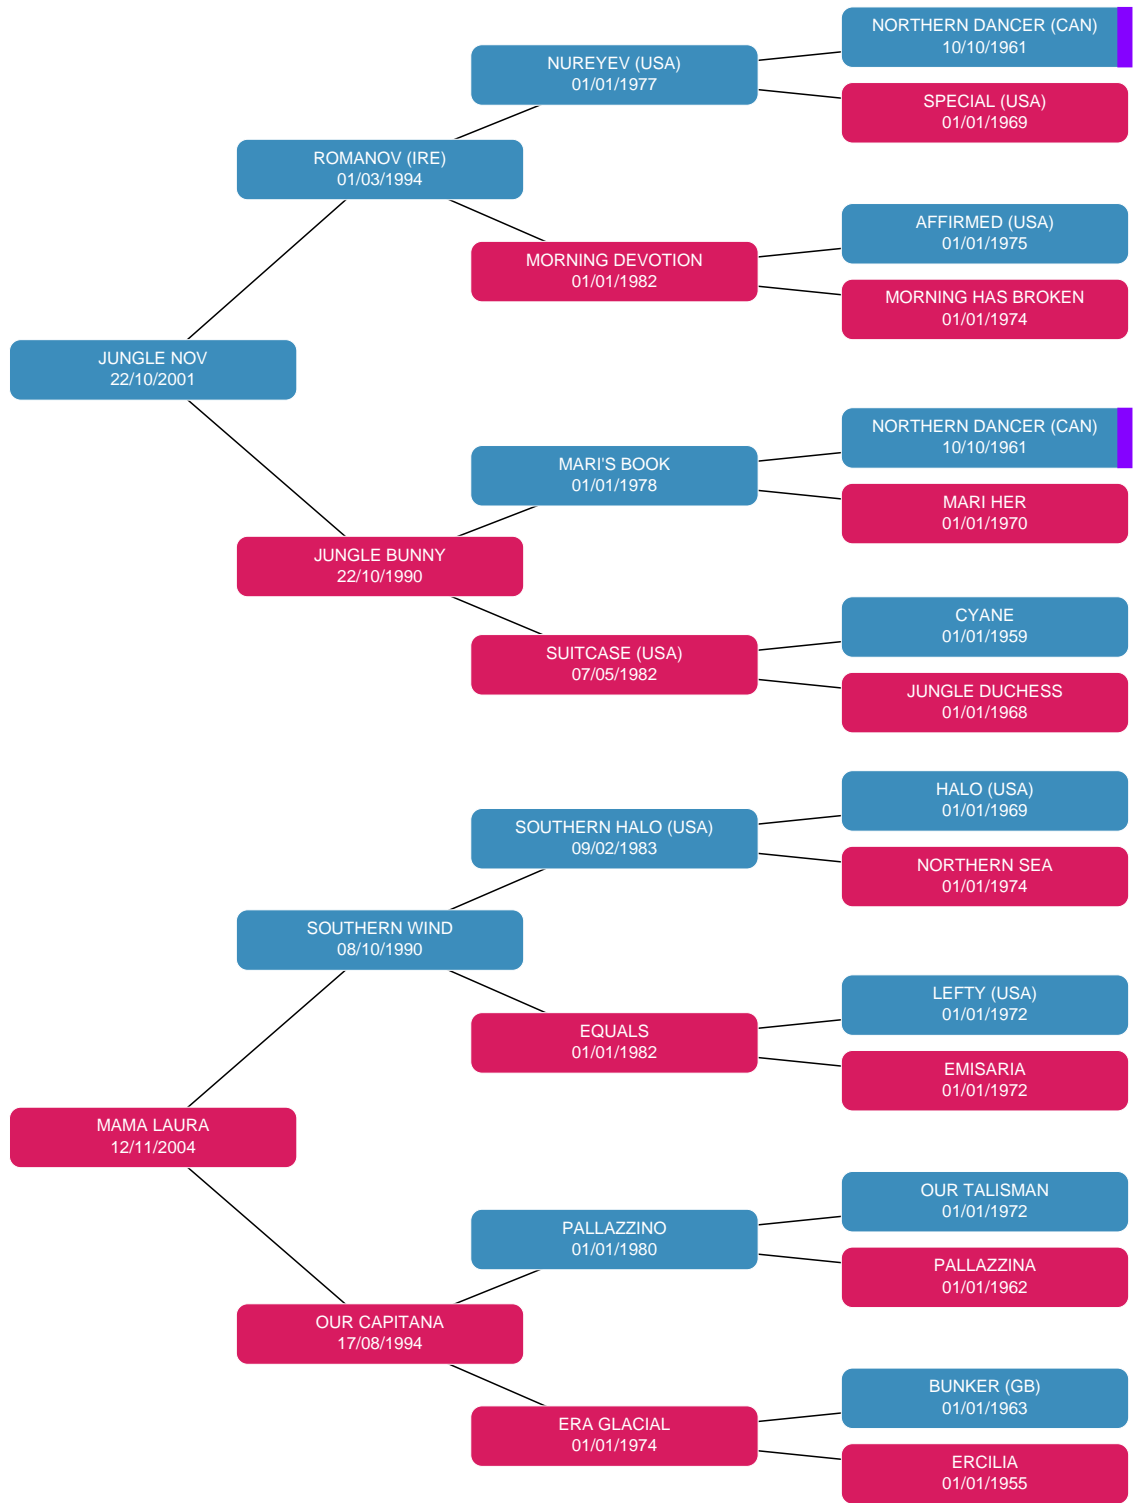 NORTHERN DANCER (CAN)
10/10/1961
NUREYEV (USA)
01/01/1977
SPECIAL (USA)
01/01/1969
ROMANOV (IRE)
01/03/1994
AFFIRMED (USA)
01/01/1975
MORNING DEVOTION
01/01/1982
MORNING HAS BROKEN
01/01/1974
JUNGLE NOV
22/10/2001
NORTHERN DANCER (CAN)
10/10/1961
MARI'S BOOK
01/01/1978
MARI HER
01/01/1970
JUNGLE BUNNY
22/10/1990
CYANE
01/01/1959
SUITCASE (USA)
07/05/1982
JUNGLE DUCHESS
01/01/1968
HALO (USA)
01/01/1969
SOUTHERN HALO (USA)
09/02/1983
NORTHERN SEA
01/01/1974
SOUTHERN WIND
08/10/1990
LEFTY (USA)
01/01/1972
EQUALS
01/01/1982
EMISARIA
01/01/1972
MAMA LAURA
12/11/2004
OUR TALISMAN
01/01/1972
PALLAZZINO
01/01/1980
PALLAZZINA
01/01/1962
OUR CAPITANA
17/08/1994
BUNKER (GB)
01/01/1963
ERA GLACIAL
01/01/1974
ERCILIA
01/01/1955